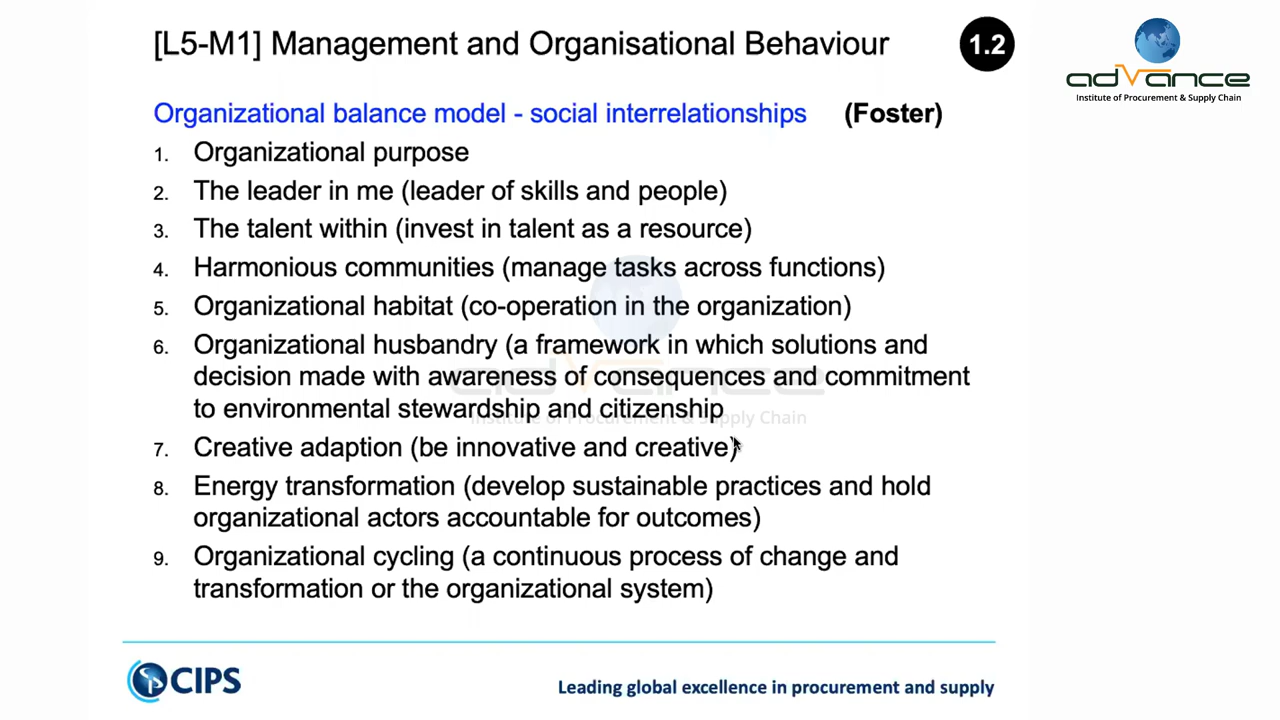 [L5-M1] Management and Organisational Behaviour
1.2
adVance
Institute of Procurement & Supply Chain
Organizational balance model - social interrelationships (Foster)
1. Organizational purpose
2. The leader in me (leader of skills and people)
3. The talent within (invest in talent as a resource)
4. Harmonious communities (manage tasks across functions)
5. Organizational habitat (co-operation in the organization)
6. Organizational husbandry (a framework in which solutions and
decision made with awareness of consequences and commitment
to environmental stewardship and citizenship
adVance
Institute of Procurement & Supply Chain
7. Creative adaption (be innovative and creative)
8. Energy transformation (develop sustainable practices and hold
organizational actors accountable for outcomes)
9. Organizational cycling (a continuous process of change and
transformation or the organizational system)
CIPS
Leading global excellence in procurement and supply